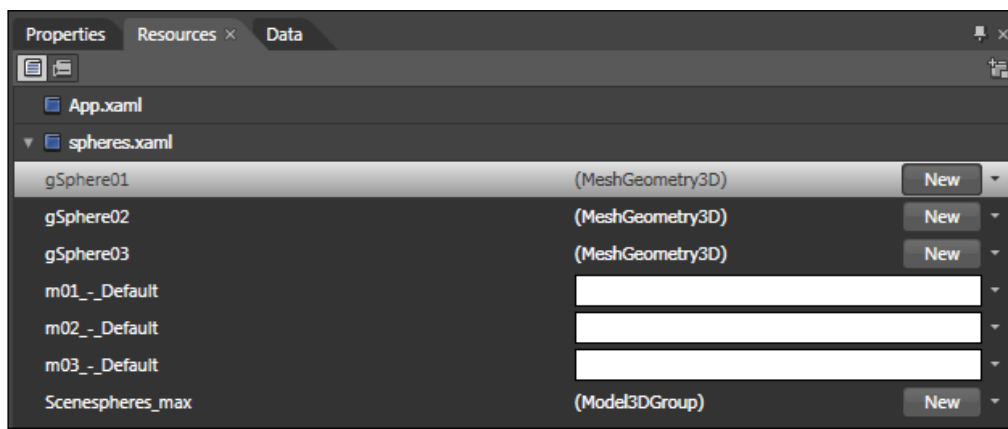 Properties Resources × Data
App.xaml
spheres.xaml
gSphere01 (MeshGeometry3D) New
gSphere02 (MeshGeometry3D) New
gSphere03 (MeshGeometry3D) New
m01_-_Default
m02_-_Default
m03_-_Default
Scenespheres_max (Model3DGroup) New